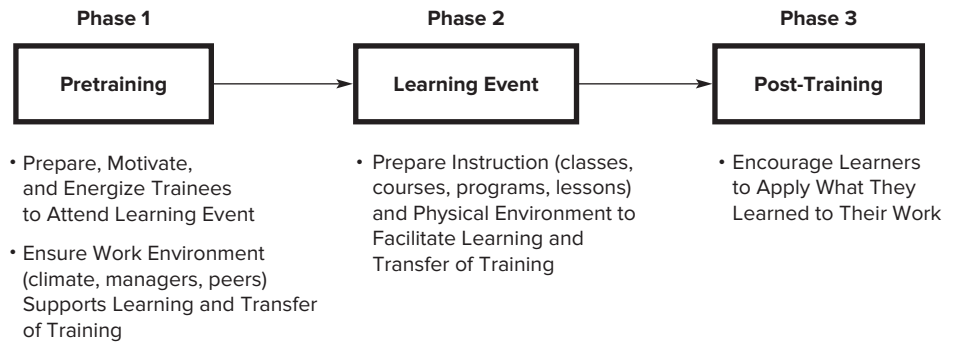 Phase 1
Phase 2
Phase 3
Pretraining
Learning Event
Post-Training
• Prepare, Motivate,
and Energize Trainees
to Attend Learning Event
• Ensure Work Environment
(climate, managers, peers)
Supports Learning and Transfer
of Training
• Prepare Instruction (classes,
courses, programs, lessons)
and Physical Environment to
Facilitate Learning and
Transfer of Training
• Encourage Learners
to Apply What They
Learned to Their Work